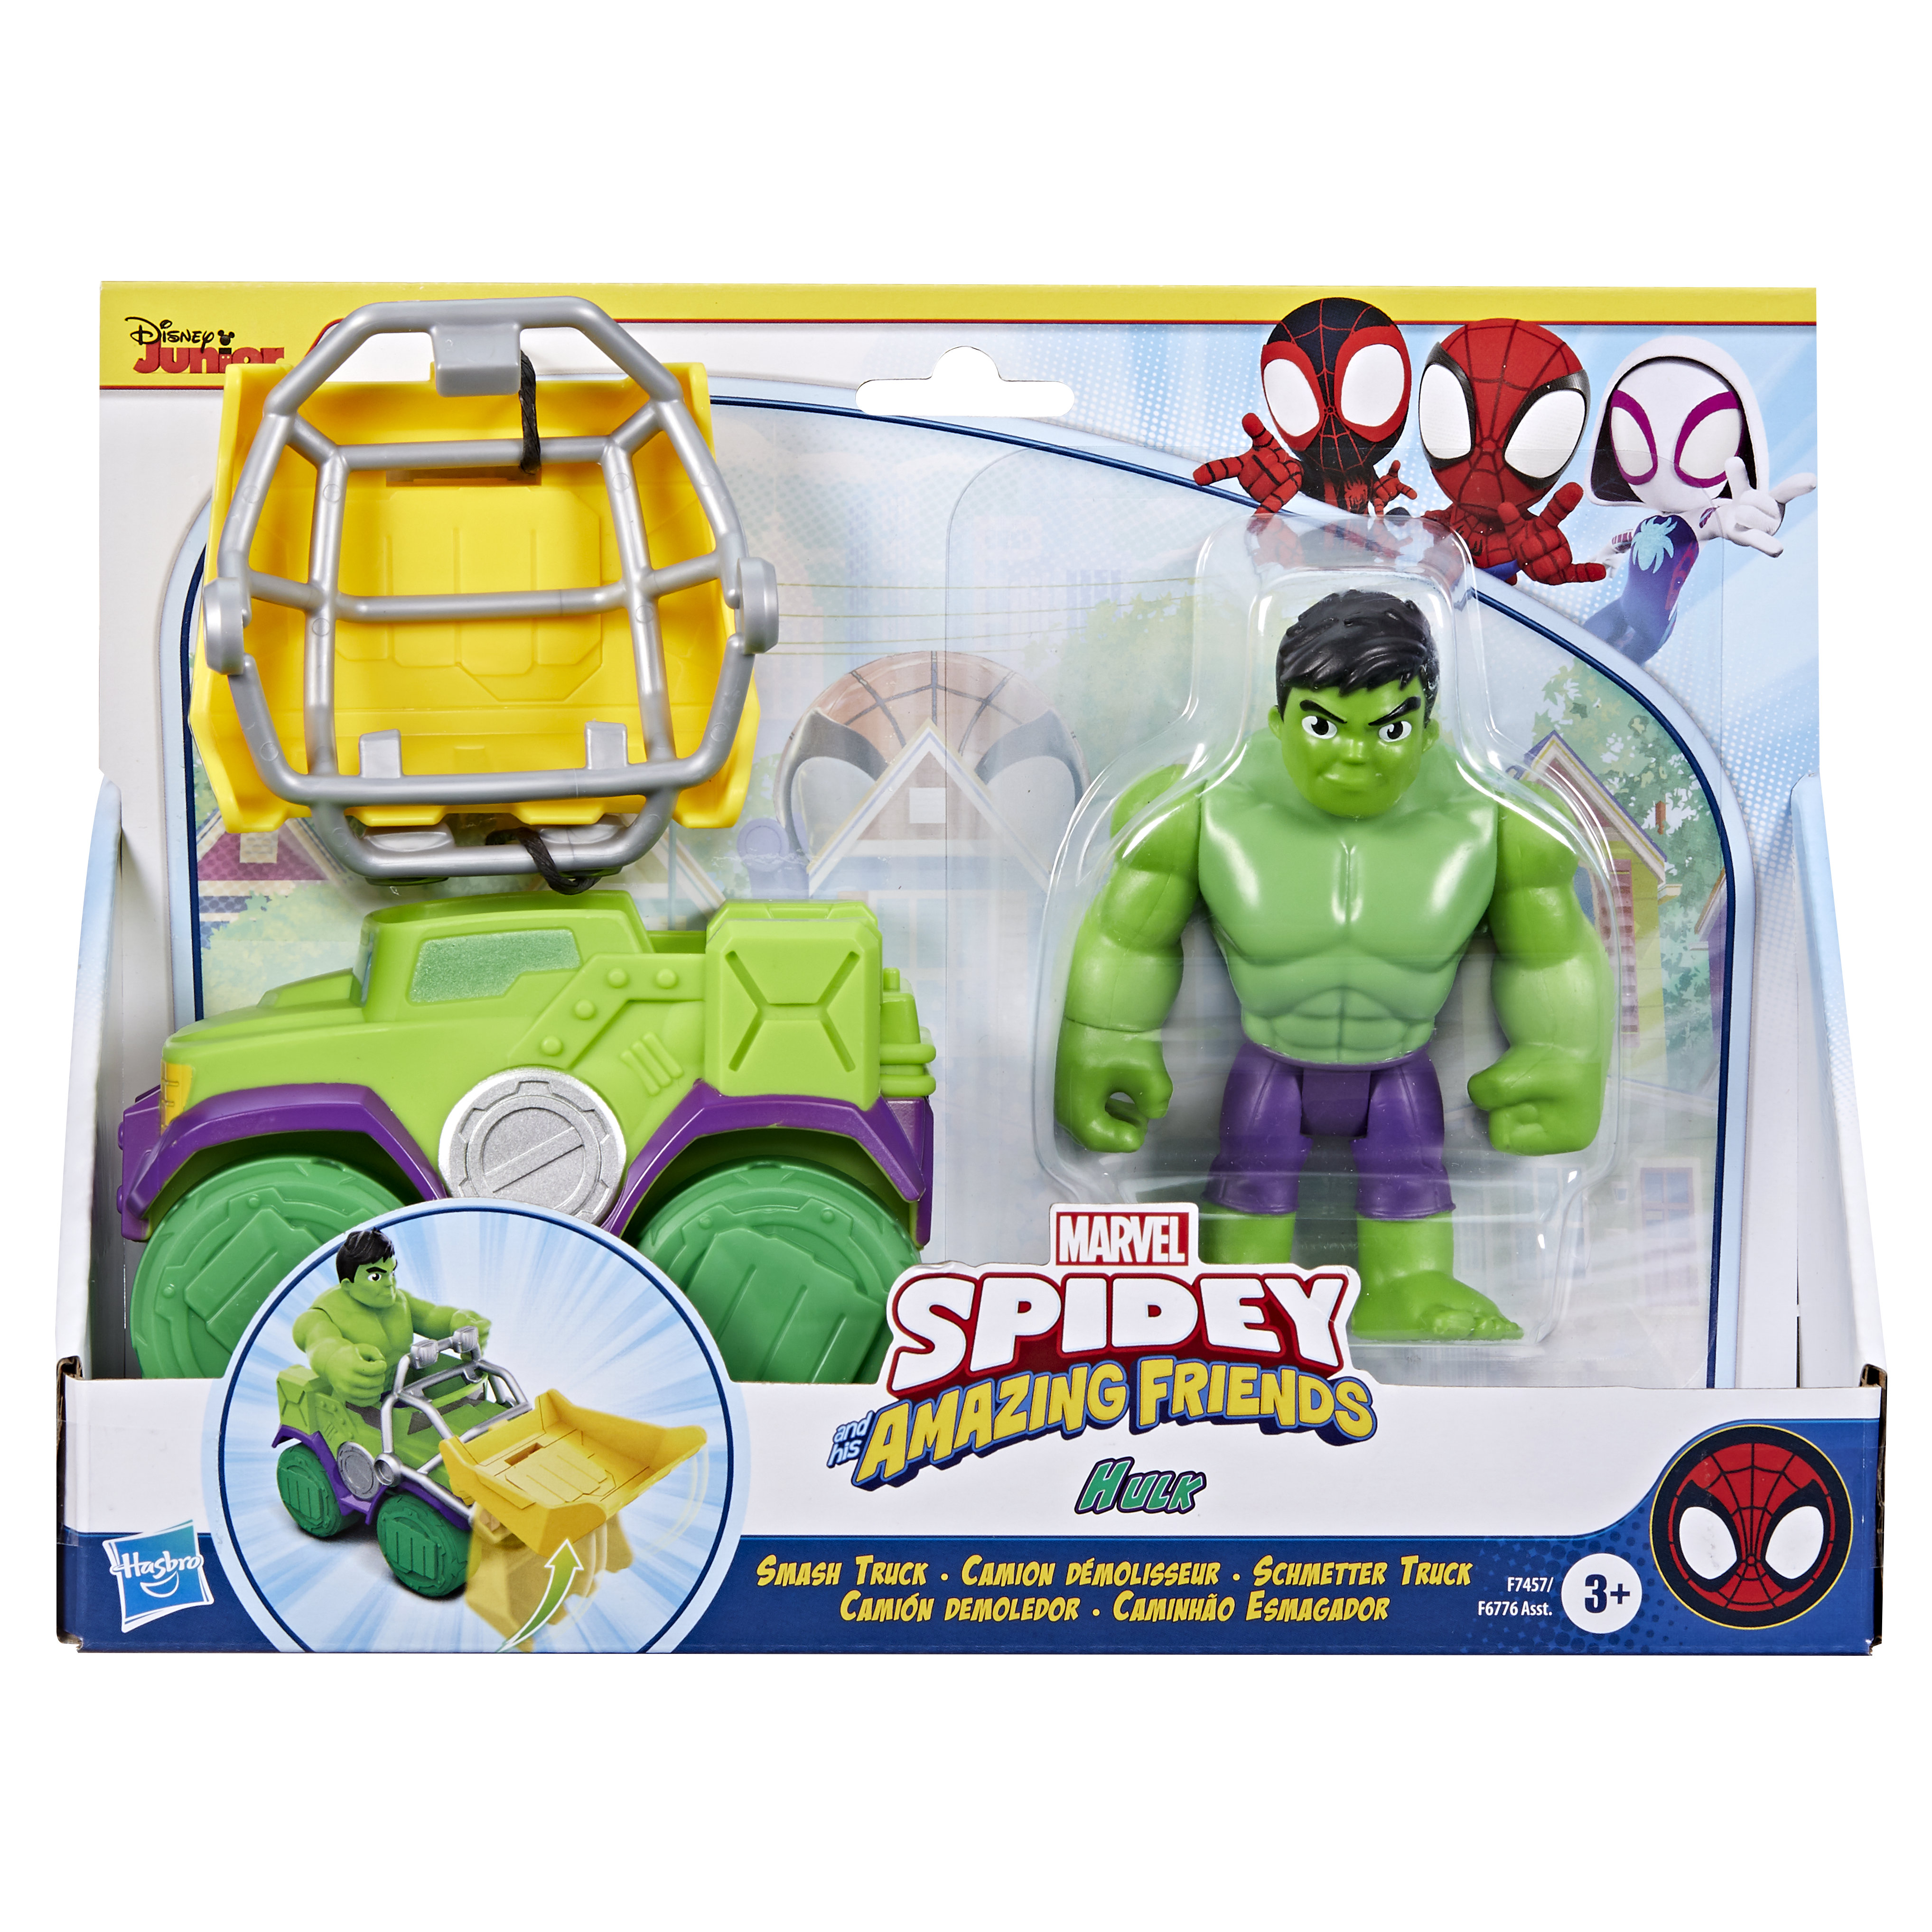 Disney
Junior
MARVEL
SPIDEY
and his AMAZING FRIENDS
HULK
Hasbro
SMASH TRUCK · CAMION DÉMOLISSEUR · SCHMETTER TRUCK
CAMIÓN DEMOLEDOR · CAMINHÃO ESMAGADOR
F7457/
F6776 Asst.
3+